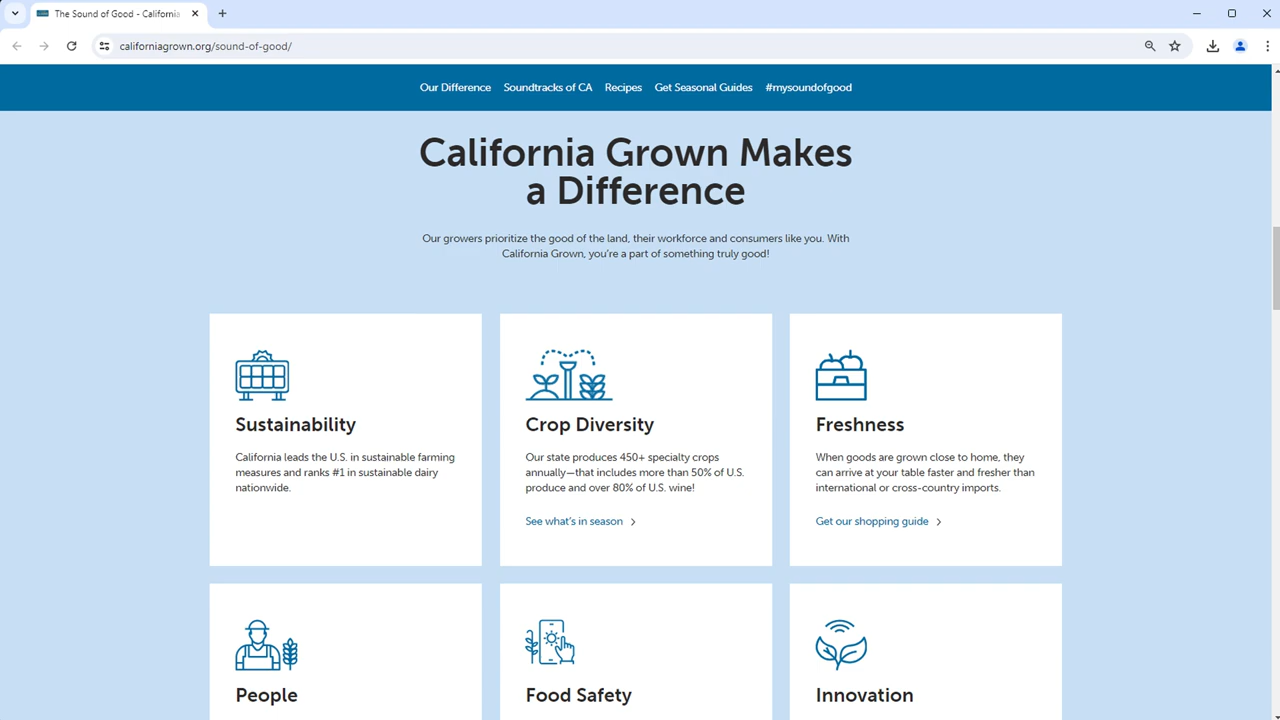 The Sound of Good - California
californiagrown.org/sound-of-good/
Our Difference Soundtracks of CA Recipes Get Seasonal Guides #mysoundofgood
California Grown Makes
a Difference
Our growers prioritize the good of the land, their workforce and consumers like you. With
California Grown, you're a part of something truly good!
Sustainability
California leads the U.S. in sustainable farming
measures and ranks #1 in sustainable dairy
nationwide.
Crop Diversity
Our state produces 450+ specialty crops
annually—that includes more than 50% of U.S.
produce and over 80% of U.S. wine!
See what's in season
Freshness
When goods are grown close to home, they
can arrive at your table faster and fresher than
international or cross-country imports.
Get our shopping guide
People
Food Safety
Innovation